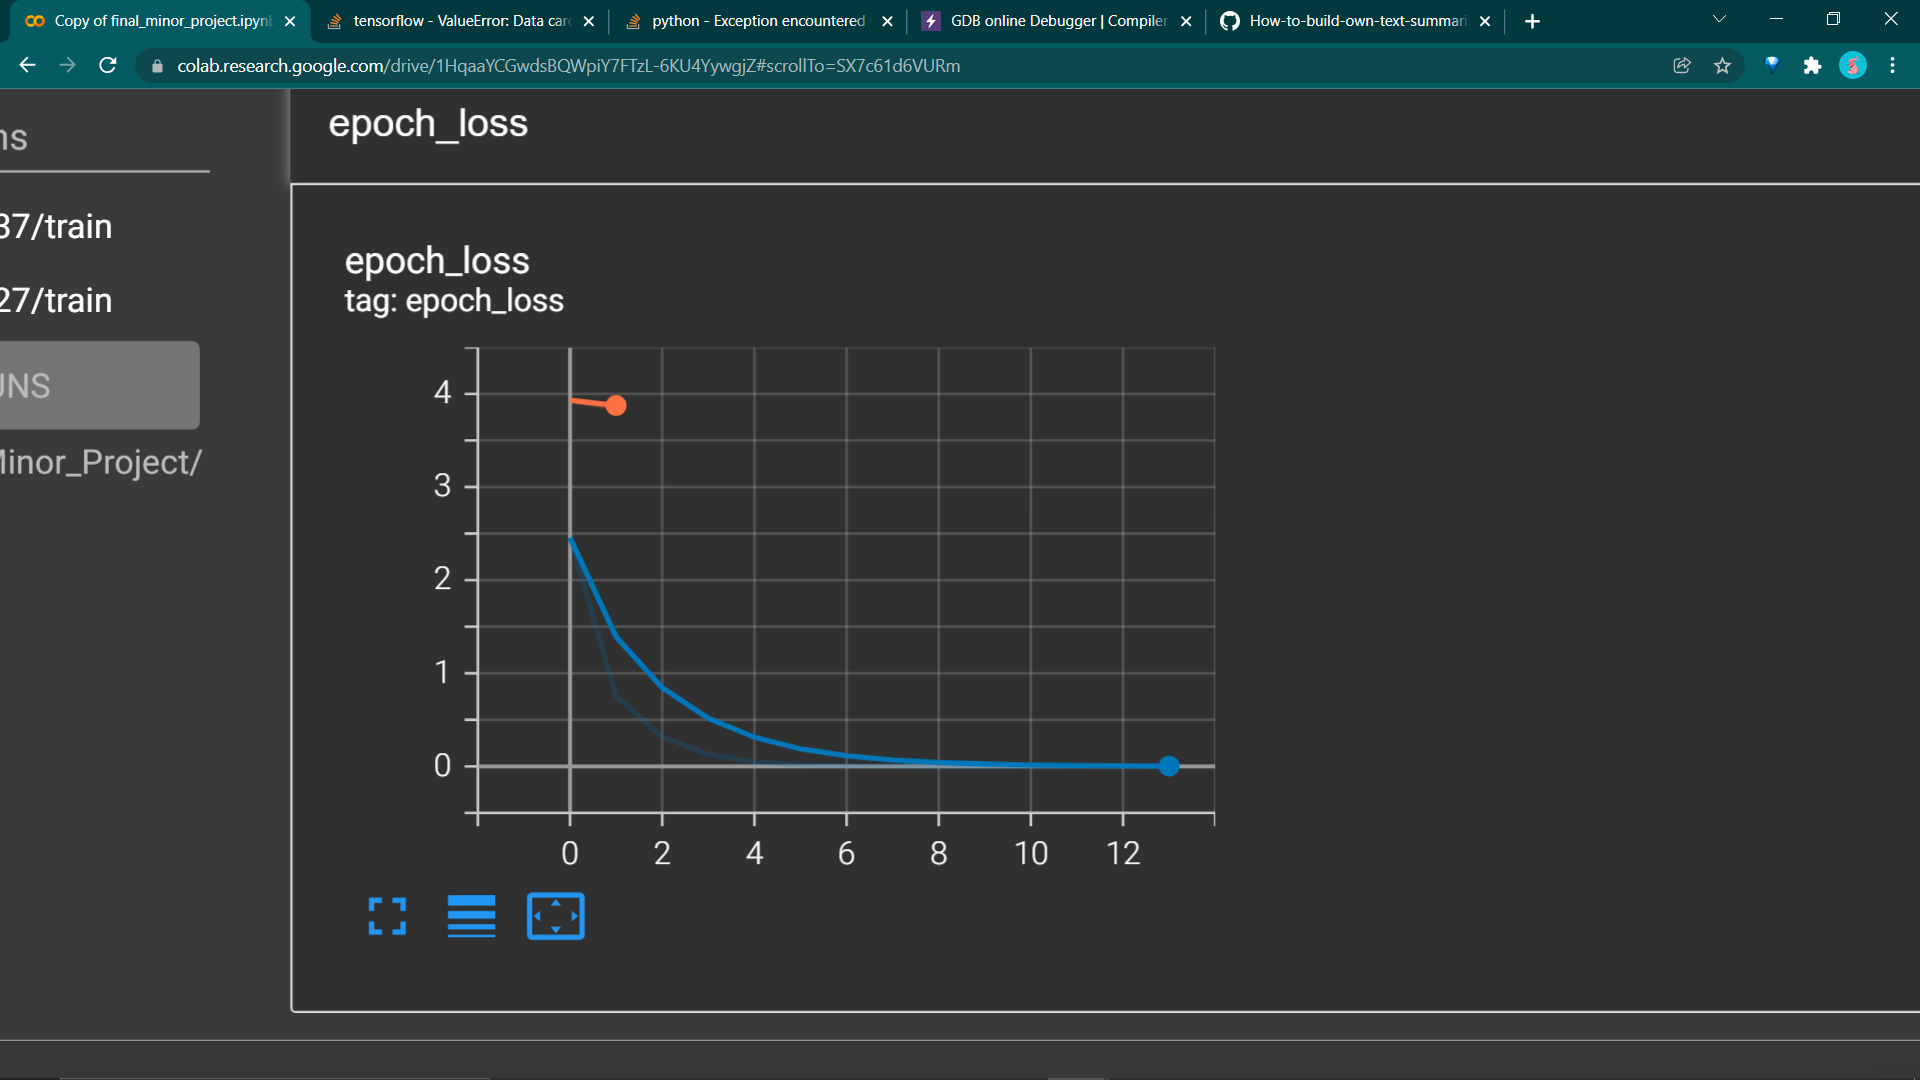 Copy of final_minor_project.ipynb
tensorflow - ValueError: Data car
python - Exception encountered
GDB online Debugger | Compiler
How-to-build-own-text-summari
colab.research.google.com/drive/1HqaaYCGwdsBQWpiY7FTzL-6KU4YywgjZ#scrollTo=SX7c61d6VURm
ns
37/train
27/train
UNS
Minor_Project/
epoch_loss
epoch_loss
tag: epoch_loss
4
3
2
1
0
0 2 4 6 8 10 12